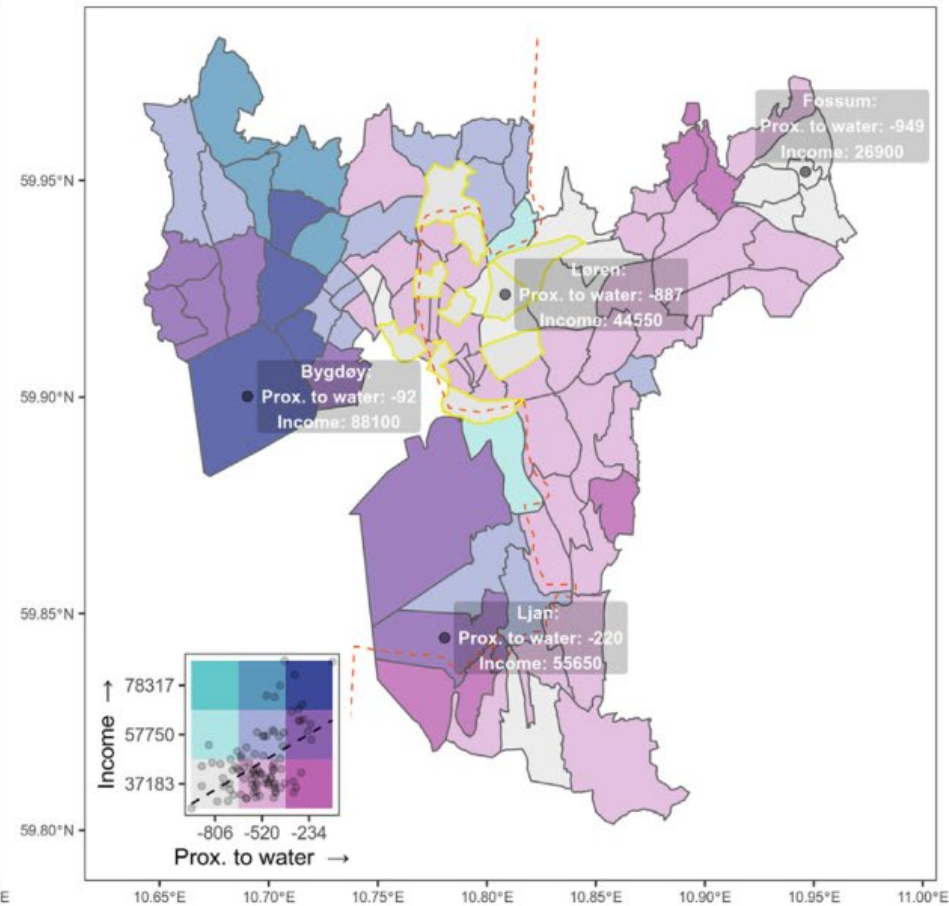 59.95°N
59.90°N
59.85°N
59.80°N
Fossum:
Prox. to water: -949
Income: 26900
Løren:
Prox. to water: -887
Income: 44550
Bygdøy:
Prox. to water: -92
Income: 88100
Ljan:
Prox. to water: -220
Income: 55650
Income →
78317
57750
37183
-806 -520 -234
Prox. to water →
E 10.65°E 10.70°E 10.75°E 10.80°E 10.85°E 10.90°E 10.95°E 11.00°E